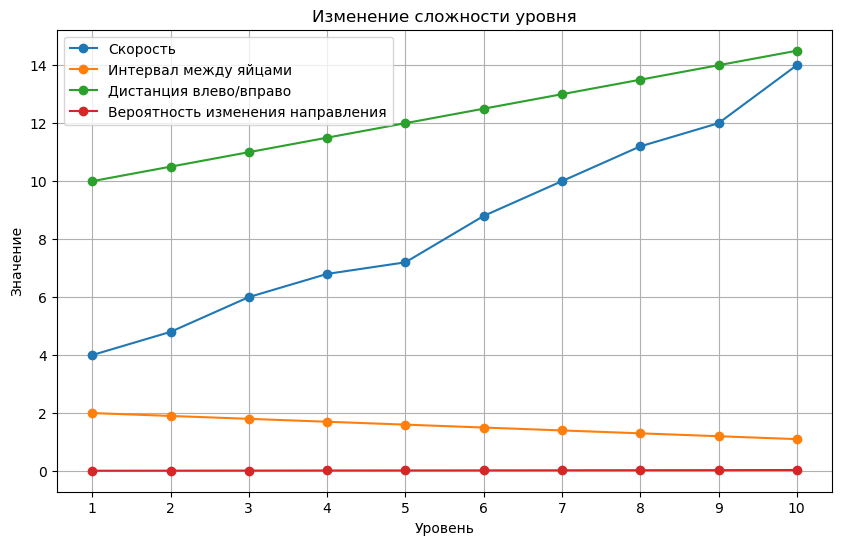 Изменение сложности уровня
Скорость
Интервал между яйцами
Дистанция влево/вправо
Вероятность изменения направления
Значение
14
12
10
8
6
4
2
0
1 2 3 4 5 6 7 8 9 10
Уровень